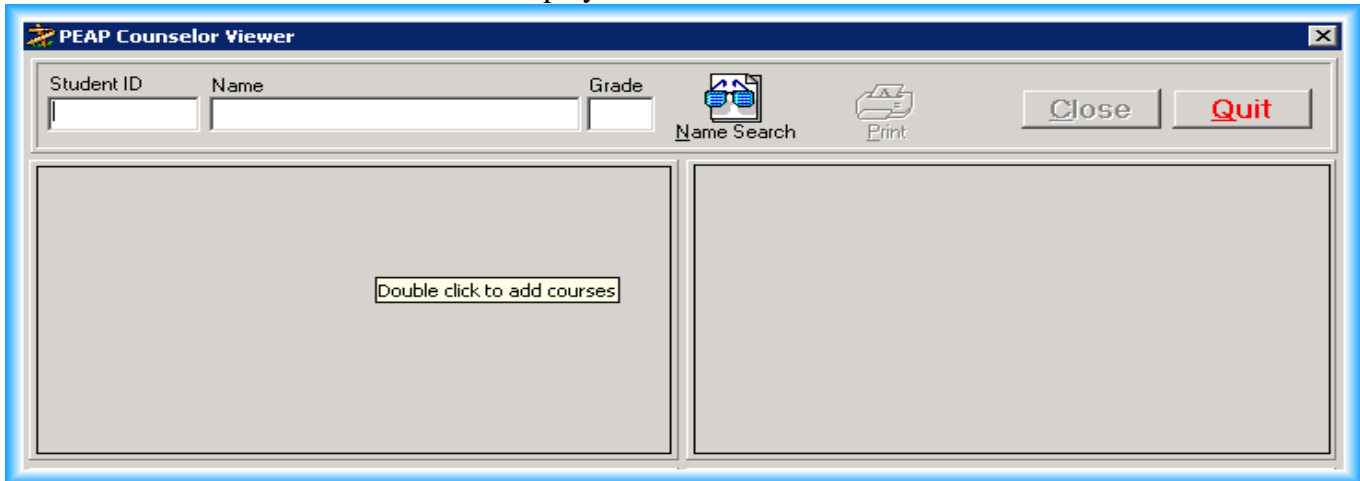 PEAP Counselor Viewer
Student ID Name Grade
Name Search Print Close Quit
Double click to add courses